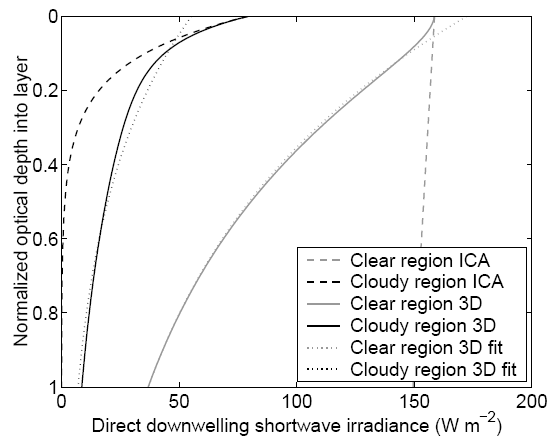 0
0.2
0.4
0.6
0.8
1
Normalized optical depth into layer
0 50 100 150 200
Direct downwelling shortwave irradiance (W m−2)
Clear region ICA
Cloudy region ICA
Clear region 3D
Cloudy region 3D
Clear region 3D fit
Cloudy region 3D fit